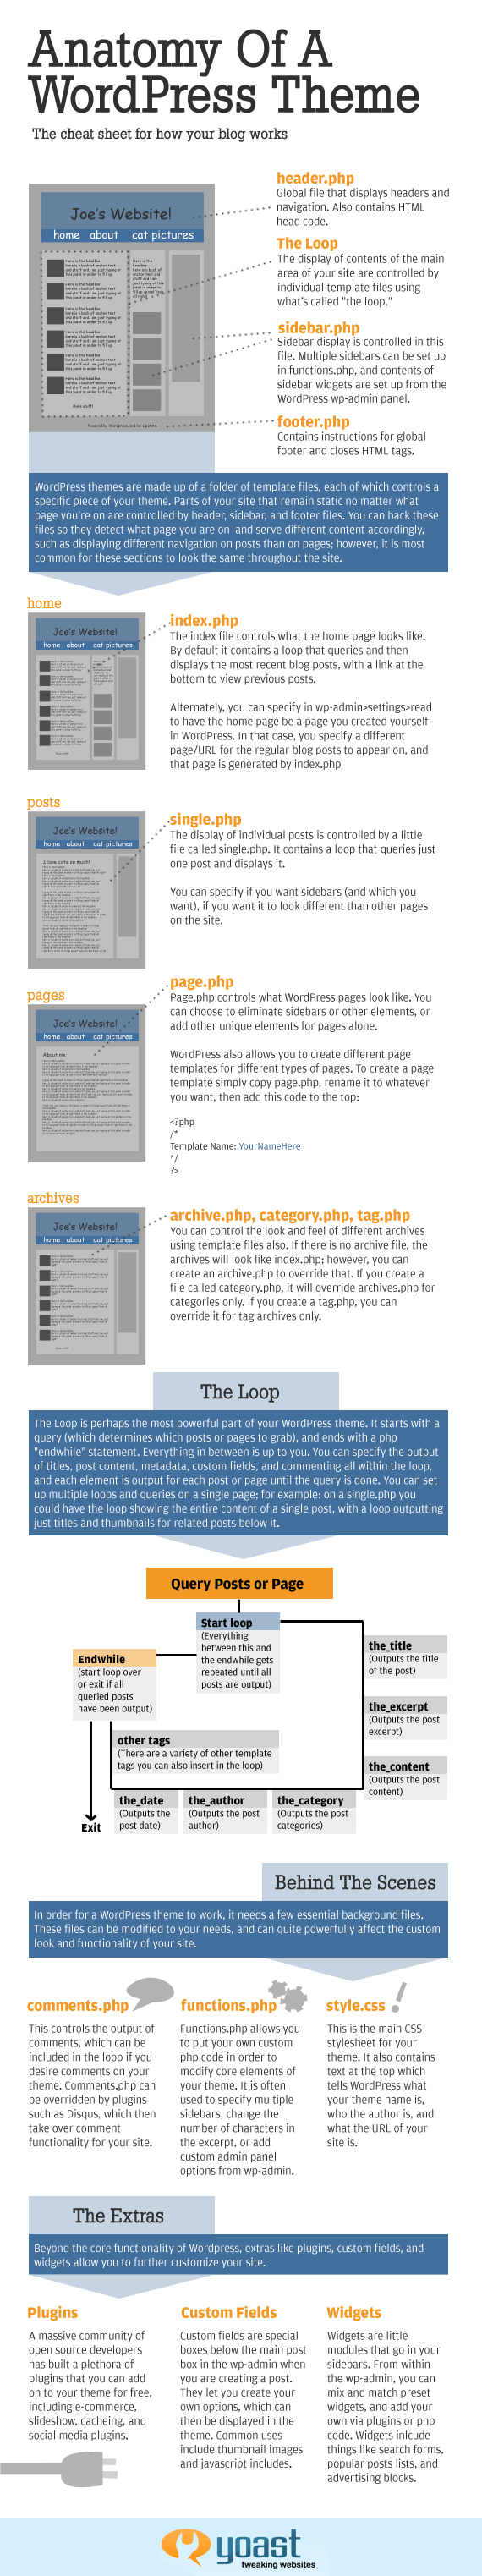 Anatomy Of A
WordPress Theme
The cheat sheet for how your blog works
header.php
Global file that displays headers and
navigation. Also contains HTML
head code.
Joe's Website!
home about cat pictures
The Loop
The display of contents of the main
area of your site are controlled by
individual template files using
what's called "the loop."
sidebar.php
Sidebar display is controlled in this
file. Multiple sidebars can be set up
in functions.php, and contents of
sidebar widgets are set up from the
WordPress wp-admin panel.
footer.php
Contains instructions for global
footer and closes HTML tags.
WordPress themes are made up of a folder of template files, each of which controls a
specific piece of your theme. Parts of your site that remain static no matter what
page you're on are controlled by header, sidebar, and footer files. You can hack these
files so they detect what page you are on and serve different content accordingly,
such as displaying different navigation on posts than on pages; however, it is most
common for these sections to look the same throughout the site.
home
Joe's Website!
home about cat pictures
index.php
The index file controls what the home page looks like.
By default it contains a loop that queries and then
displays the most recent blog posts, with a link at the
bottom to view previous posts.
Alternately, you can specify in wp-admin>settings>read
to have the home page be a page you created yourself
in WordPress. In that case, you specify a different
page/URL for the regular blog posts to appear on, and
that page is generated by index.php
posts
Joe's Website!
home about cat pictures
I love cats so much!
single.php
The display of individual posts is controlled by a little
file called single.php. It contains a loop that queries just
one post and displays it.
You can specify if you want sidebars (and which you
want), if you want it to look different than other pages
on the site.
pages
Joe's Website!
home about cat pictures
About me
page.php
Page.php controls what WordPress pages look like. You
can choose to eliminate sidebars or other elements, or
add other unique elements for pages alone.
WordPress also allows you to create different page
templates for different types of pages. To create a page
template simply copy page.php, rename it to whatever
you want, then add this code to the top:
<?php
/*
Template Name: YourNameHere
*/
?>
archives
Joe's Website!
home about cat pictures
archive.php, category.php, tag.php
You can control the look and feel of different archives
using template files also. If there is no archive file, the
archives will look like index.php; however, you can
create an archive.php to override that. If you create a
file called category.php, it will override archives.php for
categories only. If you create a tag.php, you can
override it for tag archives only.
The Loop
The Loop is perhaps the most powerful part of your WordPress theme. It starts with a
query (which determines which posts or pages to grab), and ends with a php
"endwhile" statement. Everything in between is up to you. You can specify the output
of titles, post content, metadata, custom fields, and commenting all within the loop,
and each element is output for each post or page until the query is done. You can set
up multiple loops and queries on a single page; for example: on a single.php you
could have the loop showing the entire content of a single post, with a loop outputting
just titles and thumbnails for related posts below it.
Query Posts or Page
Start loop
(Everything
between this and
the endwhile gets
repeated until all
posts are output)
Endwhile
(start loop over
or exit if all
queried posts
have been output)
the_title
(Outputs the title
of the post)
the_excerpt
(Outputs the post
excerpt)
the_content
(Outputs the post
content)
other tags
(There are a variety of other template
tags you can also insert in the loop)
the_date
(Outputs the
post date)
the_author
(Outputs the post
author)
the_category
(Outputs the post
categories)
Exit
Behind The Scenes
In order for a WordPress theme to work, it needs a few essential background files.
These files can be modified to your needs, and can quite powerfully affect the custom
look and functionality of your site.
comments.php
This controls the output of
comments, which can be
included in the loop if you
desire comments on your
theme. Comments.php can
be overridden by plugins
such as Disqus, which then
take over comment
functionality for your site.
functions.php
Functions.php allows you
to put your own custom
php code in order to
modify core elements of
your theme. It is often
used to specify multiple
sidebars, change the
number of characters in
the excerpt, or add
custom admin panel
options from wp-admin.
style.css
This is the main CSS
stylesheet for your
theme. It also contains
text at the top which
tells WordPress what
your theme name is,
who the author is, and
what the URL of your
site is.
The Extras
Beyond the core functionality of Wordpress, extras like plugins, custom fields, and
widgets allow you to further customize your site.
Plugins
A massive community of
open source developers
has built a plethora of
plugins that you can add
on to your theme for free,
including e-commerce,
slideshow, cacheing, and
social media plugins.
Custom Fields
Custom fields are special
boxes below the main post
box in the wp-admin when
you are creating a post.
They let you create your
own options, which can
then be displayed in the
theme. Common uses
include thumbnail images
and javascript includes.
Widgets
Widgets are little
modules that go in your
sidebars. From within
the wp-admin, you can
mix and match preset
widgets, and add your
own via plugins or php
code. Widgets inlcude
things like search forms,
popular posts lists, and
advertising blocks.
yoast
tweaking websites